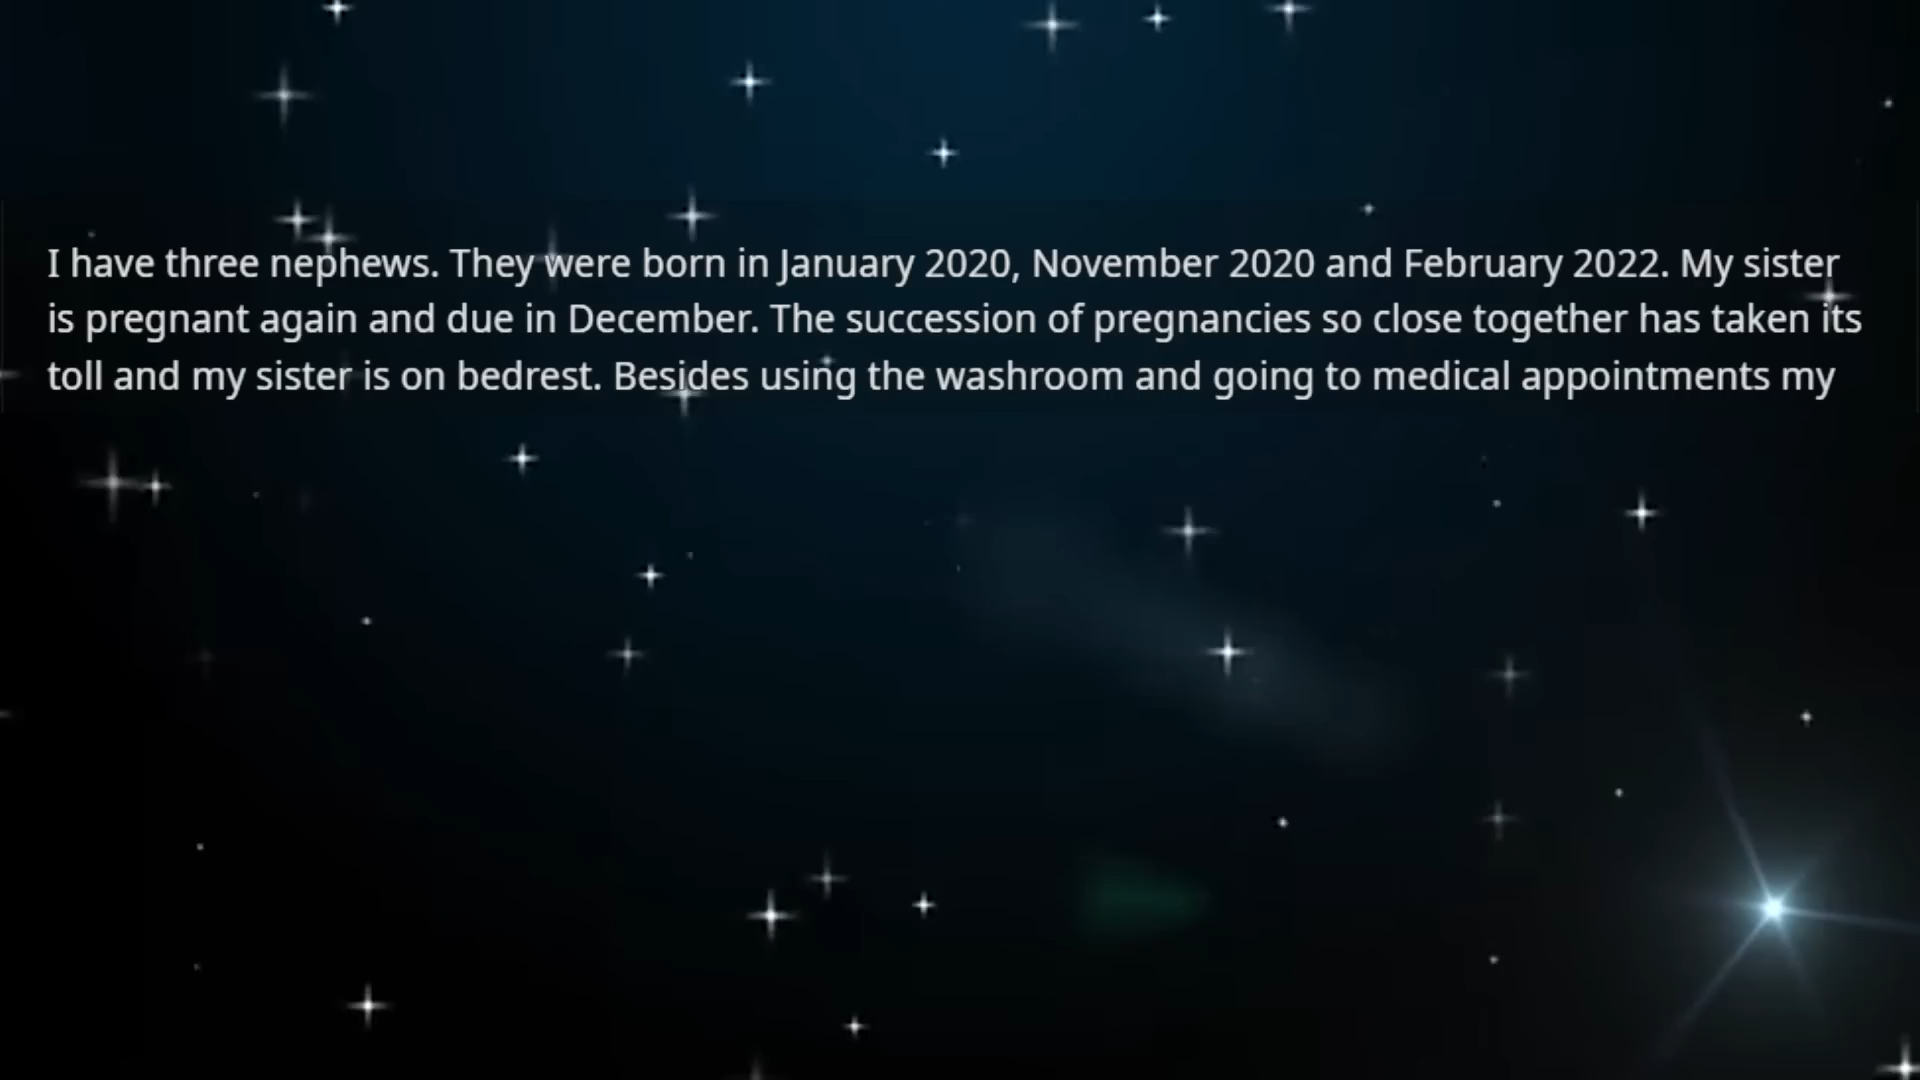 I have three nephews. They were born in January 2020, November 2020 and February 2022. My sister
is pregnant again and due in December. The succession of pregnancies so close together has taken its
toll and my sister is on bedrest. Besides using the washroom and going to medical appointments my